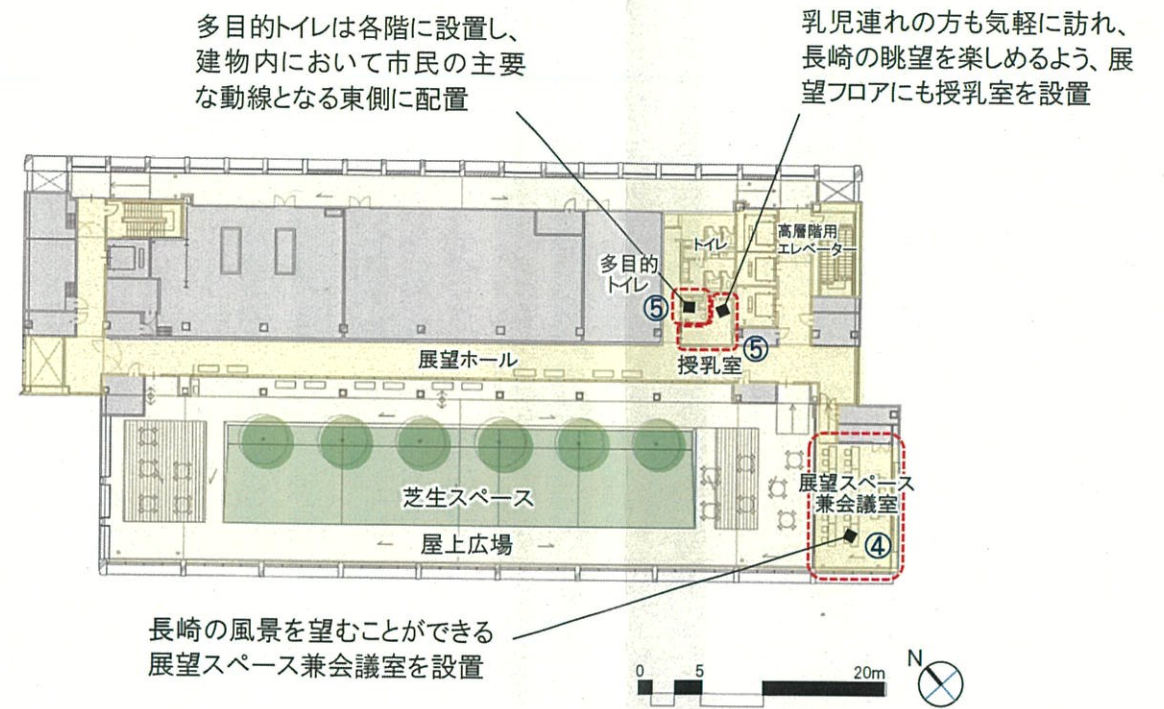 多目的トイレは各階に設置し、
建物内において市民の主要
な動線となる東側に配置
乳児連れの方も気軽に訪れ、
長崎の眺望を楽しめるよう、展
望フロアにも授乳室を設置
トイレ
高層階用
エレベーター
多目的
トイレ
⑤
⑤
展望ホール
授乳室
展望スペース
兼会議室
④
芝生スペース
屋上広場
長崎の風景を望むことができる
展望スペース兼会議室を設置
0 5 20m
N